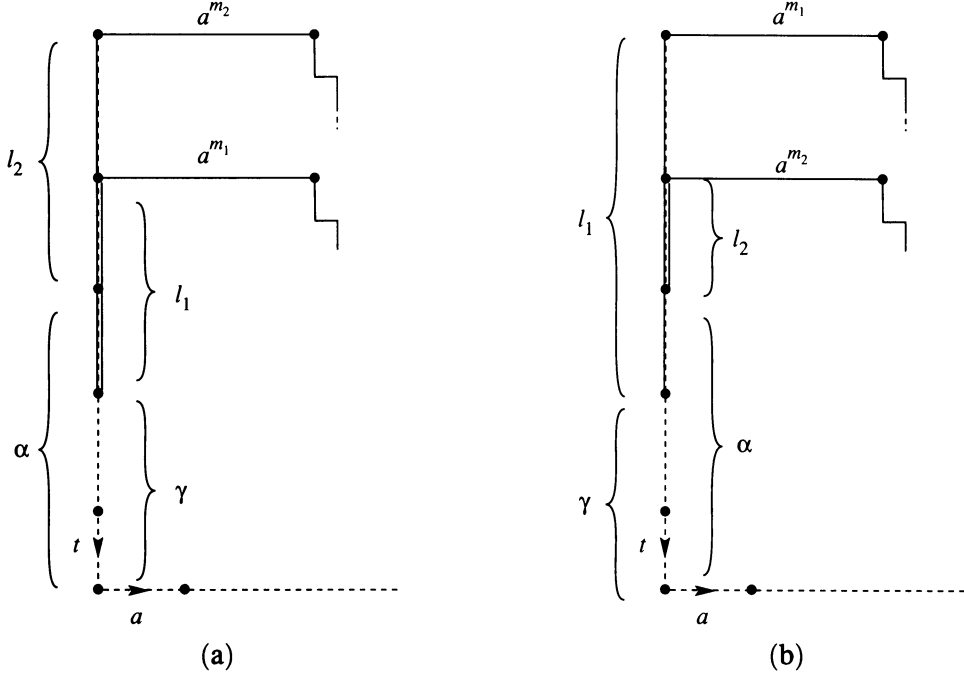 a^{m_2}
l_2
a^{m_1}
l_1
α
γ
t
a
(a)
a^{m_1}
a^{m_2}
l_1
l_2
α
γ
t
a
(b)